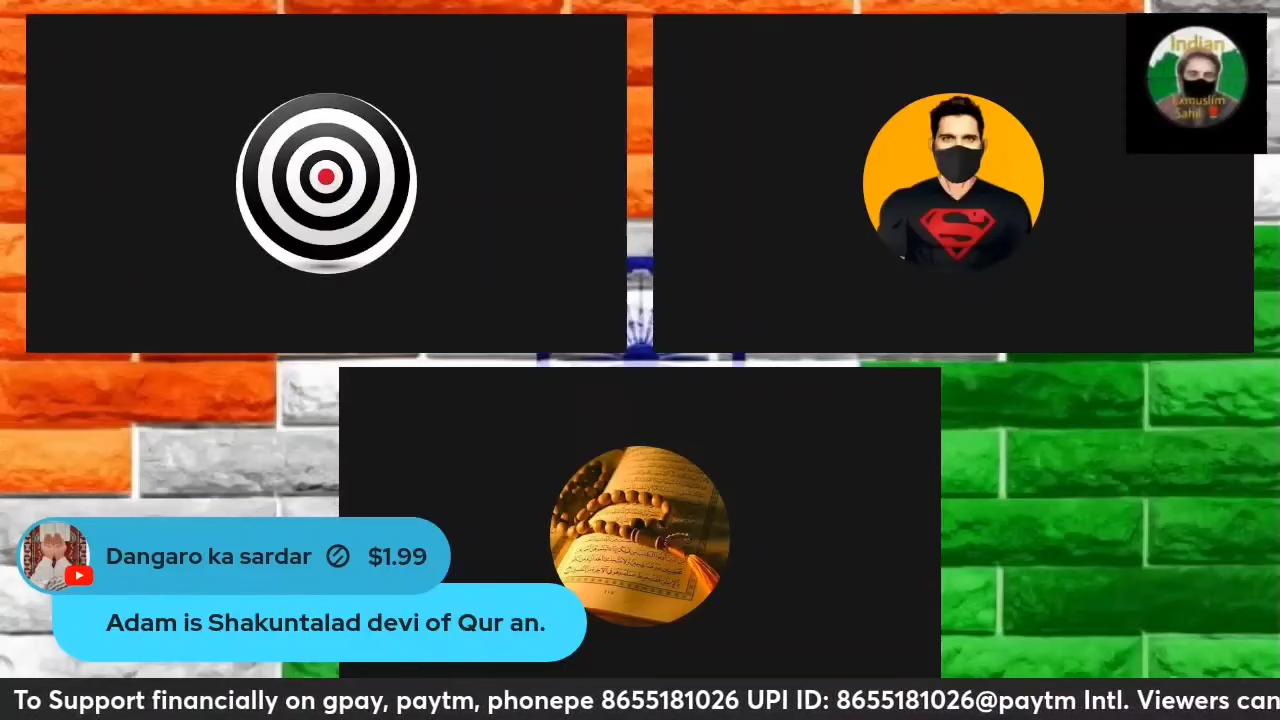 Indian
Exmuslim
Sahil
Dangaro ka sardar $1.99
Adam is Shakuntalad devi of Qur an.
To Support financially on gpay, paytm, phonepe 8655181026 UPI ID: 8655181026@paytm Intl. Viewers can